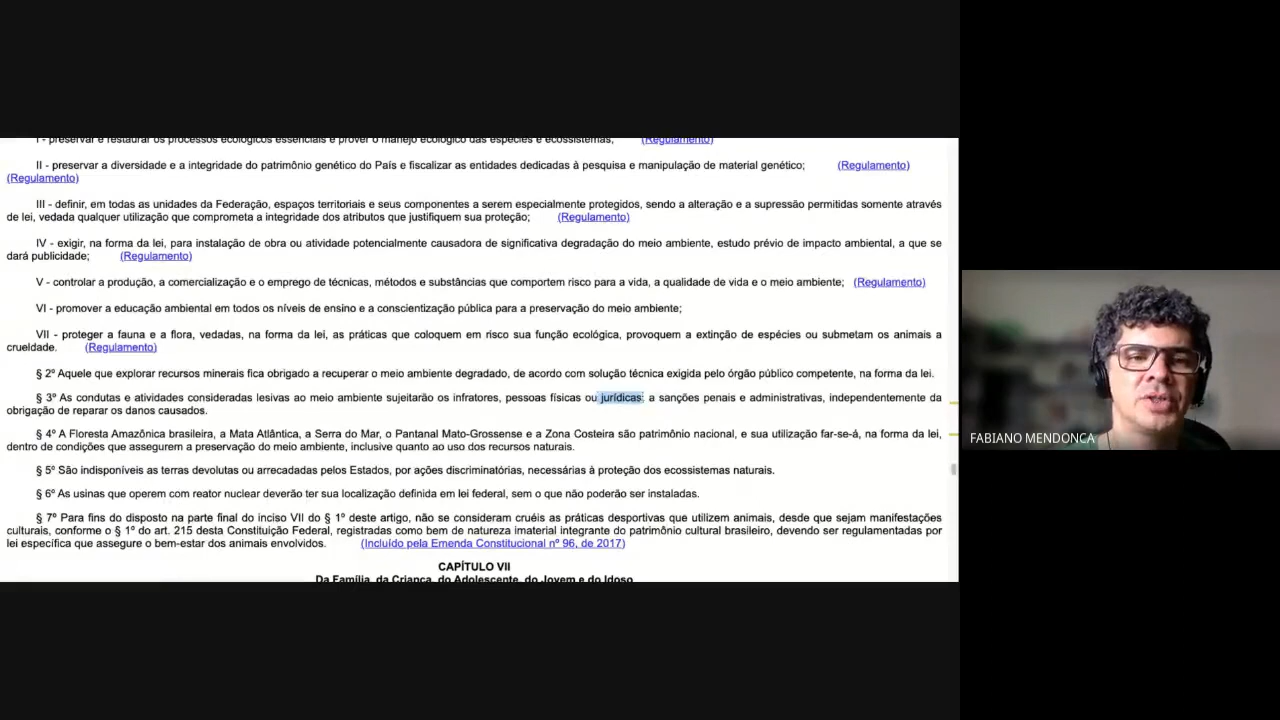 I - preservar e restaurar os processos ecológicos essenciais e prover o manejo ecológico das espécies e ecossistemas; (Regulamento)
II - preservar a diversidade e a integridade do patrimônio genético do País e fiscalizar as entidades dedicadas à pesquisa e manipulação de material genético; (Regulamento)
(Regulamento)
III - definir, em todas as unidades da Federação, espaços territoriais e seus componentes a serem especialmente protegidos, sendo a alteração e a supressão permitidas somente através
de lei, vedada qualquer utilização que comprometa a integridade dos atributos que justifiquem sua proteção; (Regulamento)
IV - exigir, na forma da lei, para instalação de obra ou atividade potencialmente causadora de significativa degradação do meio ambiente, estudo prévio de impacto ambiental, a que se
dará publicidade; (Regulamento)
V - controlar a produção, a comercialização e o emprego de técnicas, métodos e substâncias que comportem risco para a vida, a qualidade de vida e o meio ambiente; (Regulamento)
VI - promover a educação ambiental em todos os níveis de ensino e a conscientização pública para a preservação do meio ambiente;
VII - proteger a fauna e a flora, vedadas, na forma da lei, as práticas que coloquem em risco sua função ecológica, provoquem a extinção de espécies ou submetam os animais a
crueldade. (Regulamento)
§ 2º Aquele que explorar recursos minerais fica obrigado a recuperar o meio ambiente degradado, de acordo com solução técnica exigida pelo órgão público competente, na forma da lei.
§ 3º As condutas e atividades consideradas lesivas ao meio ambiente sujeitarão os infratores, pessoas físicas ou jurídicas, a sanções penais e administrativas, independentemente da
obrigação de reparar os danos causados.
§ 4º A Floresta Amazônica brasileira, a Mata Atlântica, a Serra do Mar, o Pantanal Mato-Grossense e a Zona Costeira são patrimônio nacional, e sua utilização far-se-á, na forma da lei,
dentro de condições que assegurem a preservação do meio ambiente, inclusive quanto ao uso dos recursos naturais.
§ 5º São indisponíveis as terras devolutas ou arrecadadas pelos Estados, por ações discriminatórias, necessárias à proteção dos ecossistemas naturais.
§ 6º As usinas que operem com reator nuclear deverão ter sua localização definida em lei federal, sem o que não poderão ser instaladas.
§ 7º Para fins do disposto na parte final do inciso VII do § 1º deste artigo, não se consideram cruéis as práticas desportivas que utilizem animais, desde que sejam manifestações
culturais, conforme o § 1º do art. 215 desta Constituição Federal, registradas como bem de natureza imaterial integrante do patrimônio cultural brasileiro, devendo ser regulamentadas por
lei específica que assegure o bem-estar dos animais envolvidos. (Incluído pela Emenda Constitucional nº 96, de 2017)
CAPÍTULO VII
Da Família, da Criança, do Adolescente, do Jovem e do Idoso
FABIANO MENDONCA